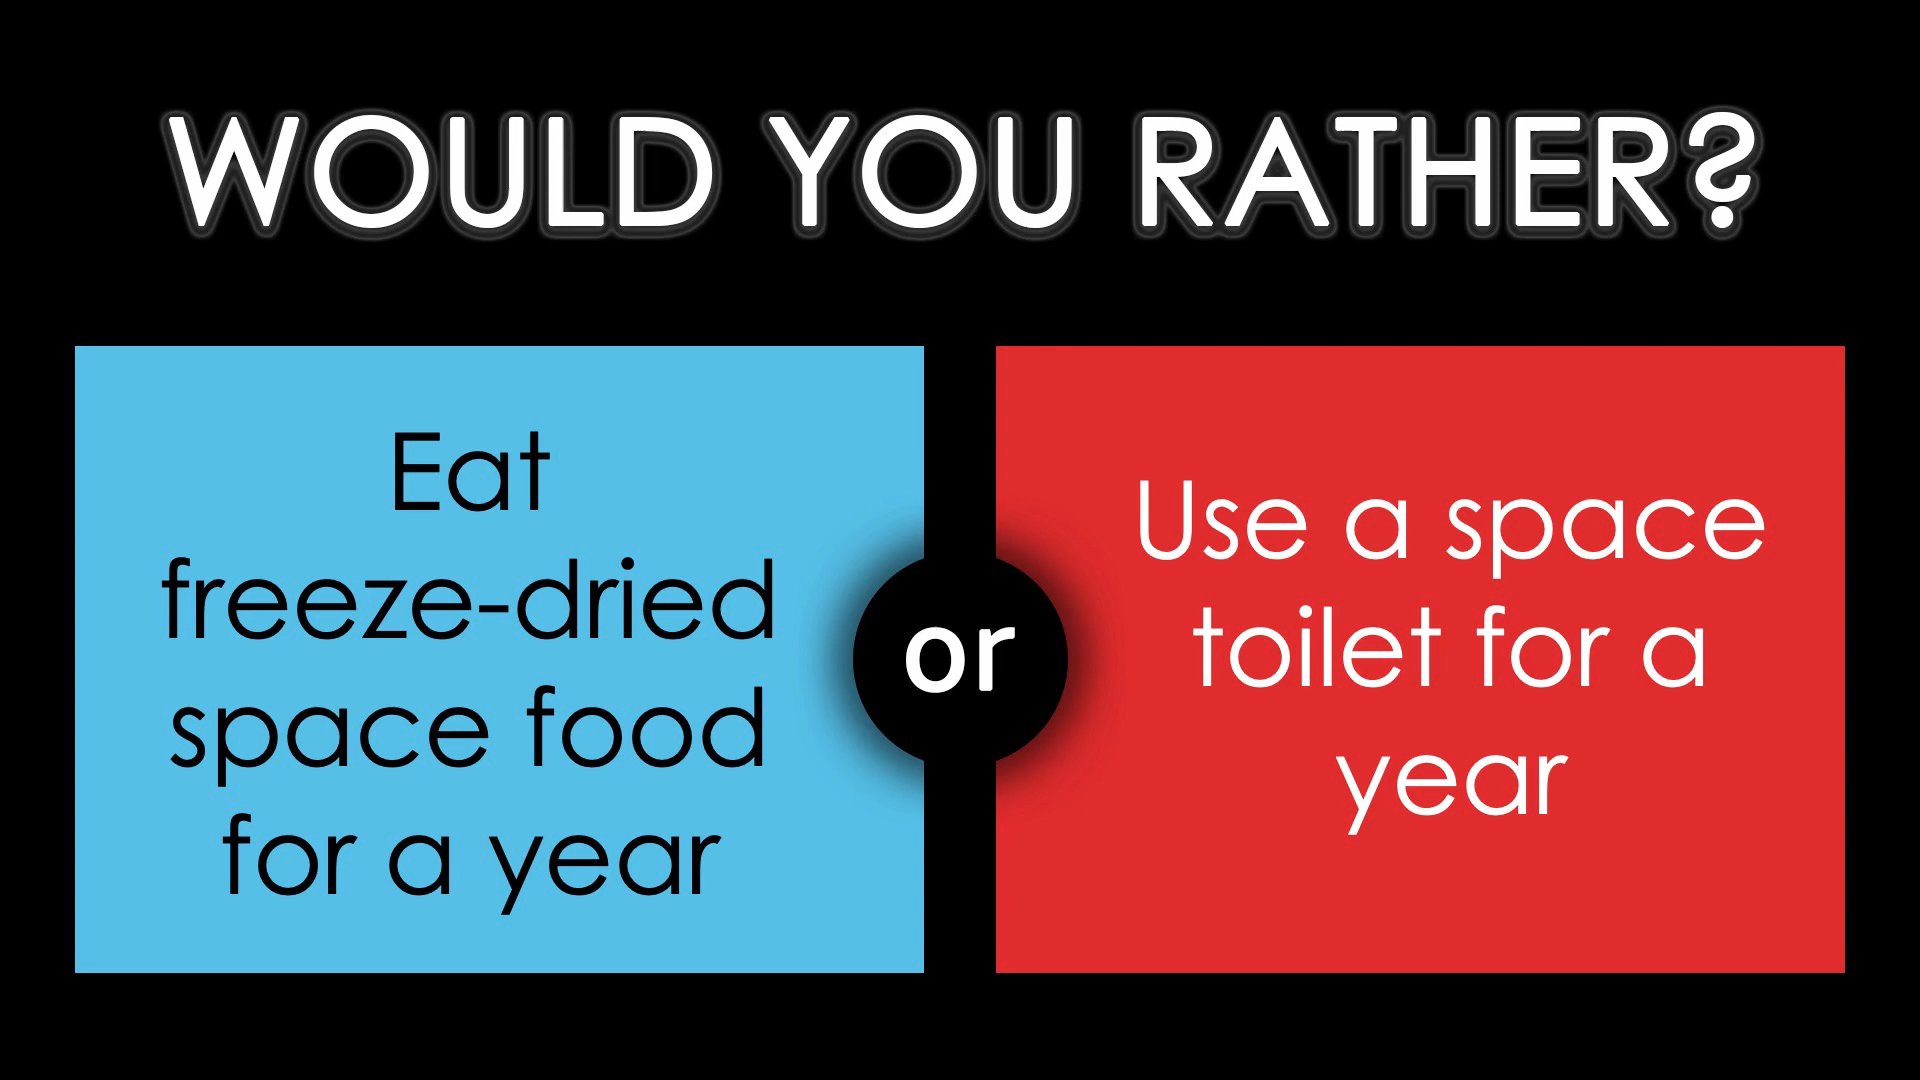 WOULD YOU RATHER?
Eat
freeze-dried
space food
for a year
or
Use a space
toilet for a
year